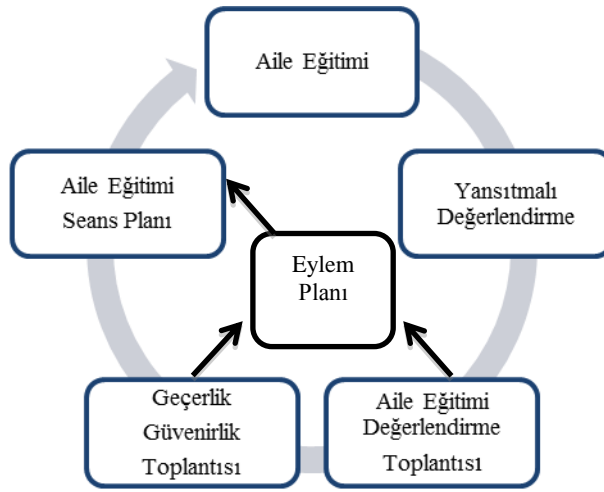 Aile Eğitimi
Aile Eğitimi
Seans Planı
Yansıtmalı
Değerlendirme
Eylem
Planı
Geçerlik
Güvenirlik
Toplantısı
Aile Eğitimi
Değerlendirme
Toplantısı